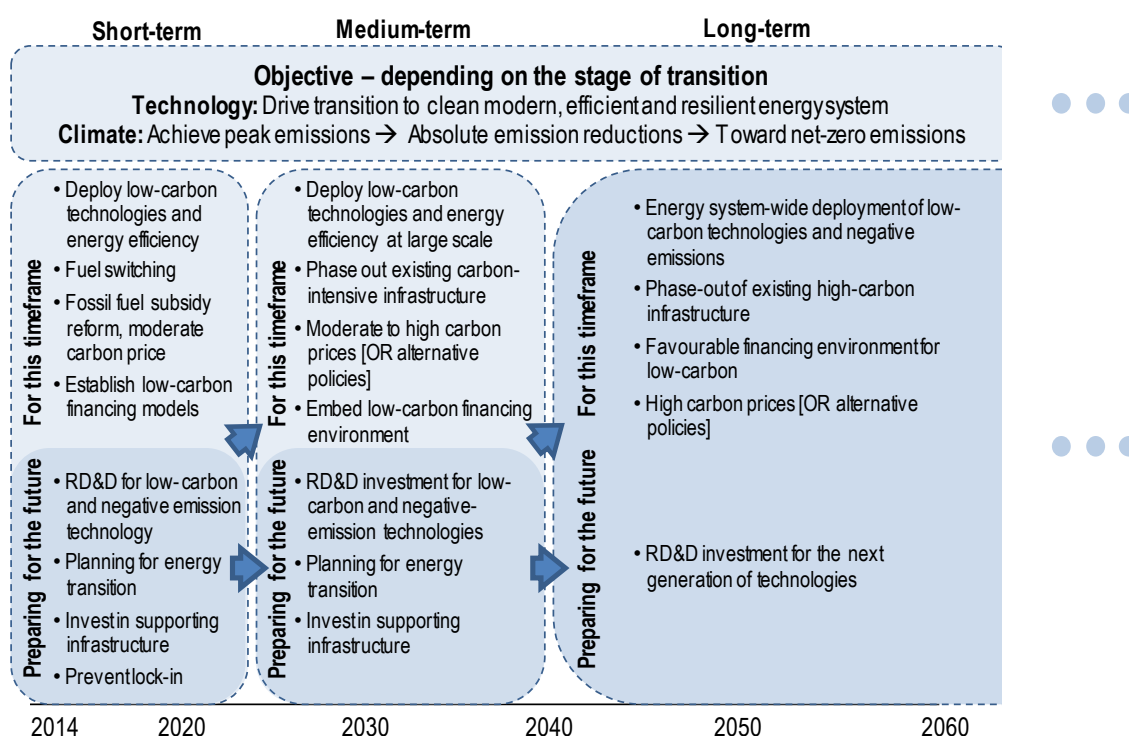 Short-term
Medium-term
Long-term
Objective – depending on the stage of transition
Technology: Drive transition to clean modern, efficient and resilient energy system
Climate: Achieve peak emissions → Absolute emission reductions → Toward net-zero emissions
For this timeframe
• Deploy low-carbon
technologies and
energy efficiency
• Fuel switching
• Fossil fuel subsidy
reform, moderate
carbon price
• Establish low-carbon
financing models
Preparing for the future
• RD&D for low-carbon
and negative emission
technology
• Planning for energy
transition
• Invest in supporting
infrastructure
• Prevent lock-in
For this timeframe
• Deploy low-carbon
technologies and energy
efficiency at large scale
• Phase out existing carbon-
intensive infrastructure
• Moderate to high carbon
prices [OR alternative
policies]
• Embed low-carbon financing
environment
Preparing for the future
• RD&D investment for low-
carbon and negative-
emission technologies
• Planning for energy
transition
• Invest in supporting
infrastructure
For this timeframe
• Energy system-wide deployment of low-
carbon technologies and negative
emissions
• Phase-out of existing high-carbon
infrastructure
• Favourable financing environment for
low-carbon
• High carbon prices [OR alternative
policies]
Preparing for the future
• RD&D investment for the next
generation of technologies
2014 2020 2030 2040 2050 2060